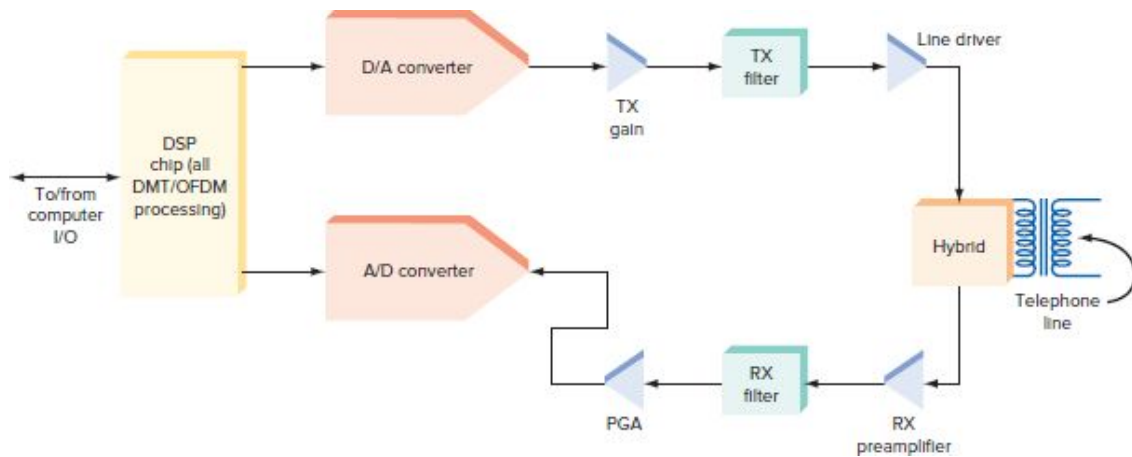 D/A converter
TX
gain
TX
filter
Line driver
DSP
chip (all
DMT/OFDM
processing)
To/from
computer
I/O
A/D converter
Hybrid
Telephone
line
PGA
RX
filter
RX
preamplifier